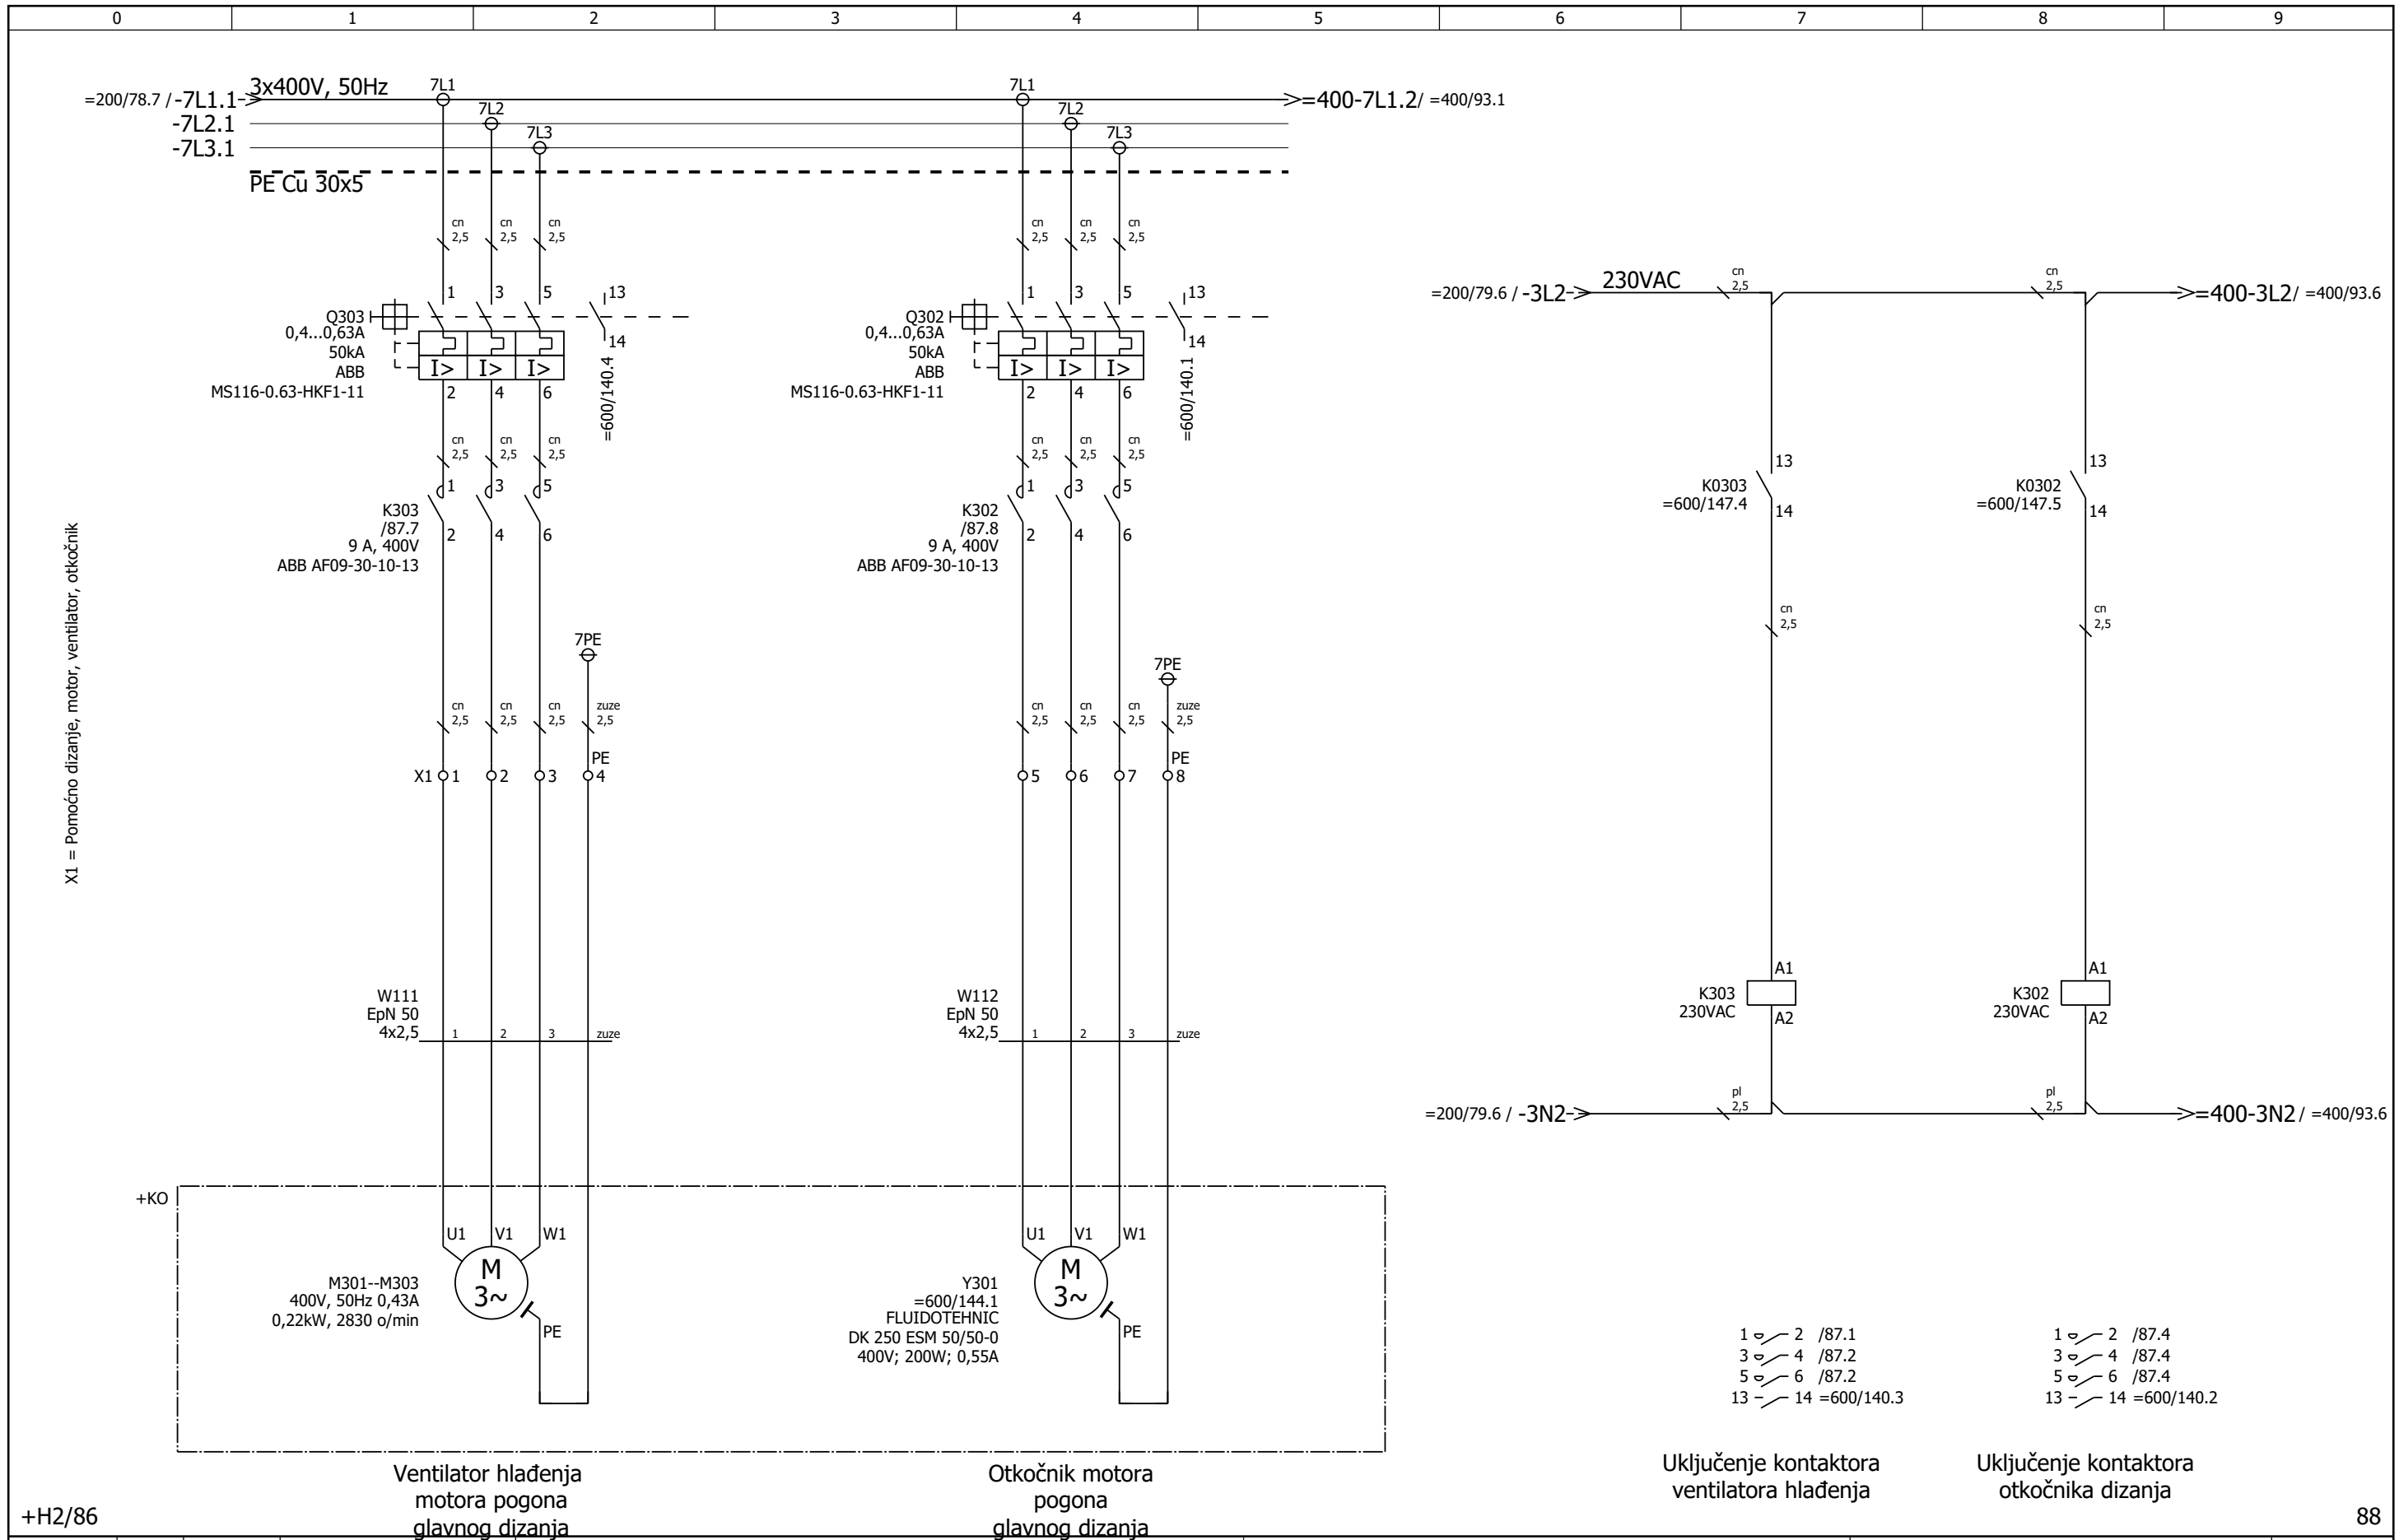 0 1 2 3 4 5 6 7 8 9
3x400V, 50Hz
=200/78.7 / -7L1.1
-7L2.1
-7L3.1
PE Cu 30x5
7L1
7L2
7L3
7L1
7L2
7L3
=400-7L1.2 / =400/93.1
cn cn cn
2,5 2,5 2,5
cn cn cn
2,5 2,5 2,5
1 3 5 13
14
Q303
0,4...0,63A
50kA
ABB
MS116-0.63-HKF1-11
I> I> I>
2 4 6
=600/140.4
1 3 5 13
14
Q302
0,4...0,63A
50kA
ABB
MS116-0.63-HKF1-11
I> I> I>
2 4 6
=600/140.1
cn cn cn
2,5 2,5 2,5
cn cn cn
2,5 2,5 2,5
1 3 5
K303
/87.7
9 A, 400V
ABB AF09-30-10-13
2 4 6
1 3 5
K302
/87.8
9 A, 400V
ABB AF09-30-10-13
2 4 6
X1 = Pomoćno dizanje, motor, ventilator, otkočnik
7PE
cn cn cn zuze
2,5 2,5 2,5 2,5
PE
X1 1 2 3 4
7PE
cn cn cn zuze
2,5 2,5 2,5 2,5
PE
5 6 7 8
W111
EpN 50
4x2,5
1 2 3 zuze
W112
EpN 50
4x2,5
1 2 3 zuze
+KO
U1 V1 W1
M
3~
PE
M301--M303
400V, 50Hz 0,43A
0,22kW, 2830 o/min
U1 V1 W1
M
3~
PE
Y301
=600/144.1
FLUIDOTEHNIC
DK 250 ESM 50/50-0
400V; 200W; 0,55A
Ventilator hlađenja
motora pogona
glavnog dizanja
Otkočnik motora
pogona
glavnog dizanja
=200/79.6 / -3L2
230VAC
cn
2,5
cn
2,5
=400-3L2 / =400/93.6
13
K0303
=600/147.4
14
13
K0302
=600/147.5
14
cn
2,5
cn
2,5
A1
K303
230VAC
A2
A1
K302
230VAC
A2
=200/79.6 / -3N2
pl
2,5
pl
2,5
=400-3N2 / =400/93.6
1 2 /87.1
3 4 /87.2
5 6 /87.2
13 14 =600/140.3
1 2 /87.4
3 4 /87.4
5 6 /87.4
13 14 =600/140.2
Uključenje kontaktora
ventilatora hlađenja
Uključenje kontaktora
otkočnika dizanja
+H2/86
88